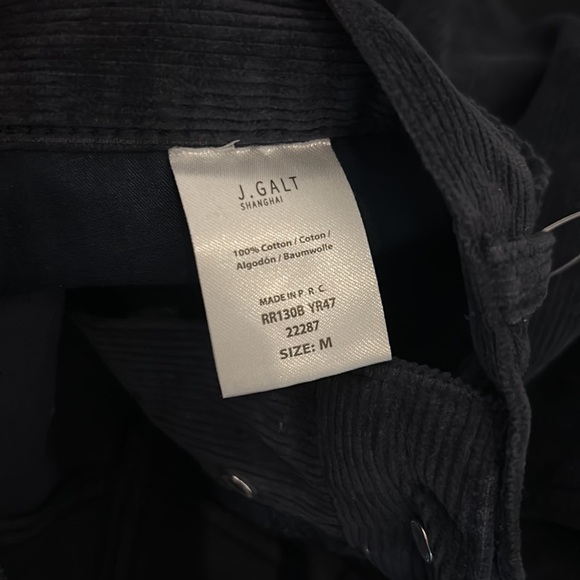 J.GALT
SHANGHAI
100% Cotton / Coton /
Algodón / Baumwolle
MADE IN P. R. C.
RR130B YR47
22287
SIZE: M